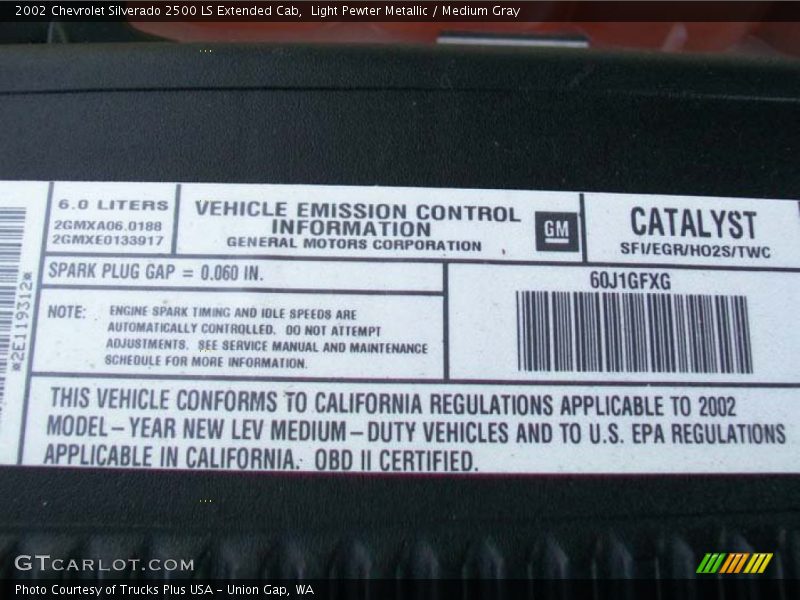 2002 Chevrolet Silverado 2500 LS Extended Cab,  Light Pewter Metallic / Medium Gray
6.0 LITERS
2GMXA06.0188
2GMXE0133917
VEHICLE EMISSION CONTROL
INFORMATION
GENERAL MOTORS CORPORATION
GM
CATALYST
SFI/EGR/HO2S/TWC
*2E119312*
SPARK PLUG GAP = 0.060 IN.
60J1GFXG
NOTE: ENGINE SPARK TIMING AND IDLE SPEEDS ARE
AUTOMATICALLY CONTROLLED. DO NOT ATTEMPT
ADJUSTMENTS. SEE SERVICE MANUAL AND MAINTENANCE
SCHEDULE FOR MORE INFORMATION.
THIS VEHICLE CONFORMS TO CALIFORNIA REGULATIONS APPLICABLE TO 2002
MODEL-YEAR NEW LEV MEDIUM-DUTY VEHICLES AND TO U.S. EPA REGULATIONS
APPLICABLE IN CALIFORNIA. OBD II CERTIFIED.
GTCARLOT.COM
Photo Courtesy of Trucks Plus USA - Union Gap, WA